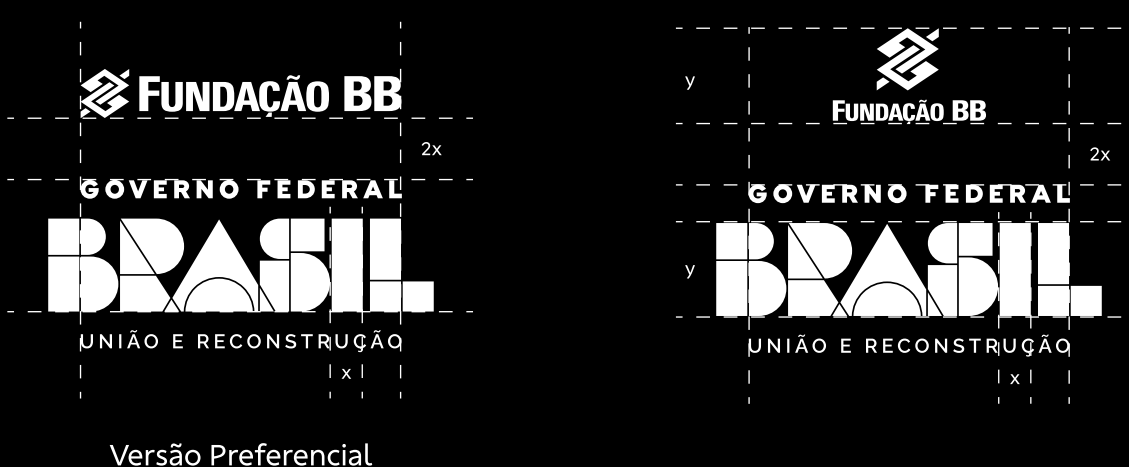 FUNDAÇÃO BB
2x
GOVERNO FEDERAL
BRASIL
UNIÃO E RECONSTRUÇÃO
x
Versão Preferencial
y
FUNDAÇÃO BB
2x
GOVERNO FEDERAL
y
BRASIL
UNIÃO E RECONSTRUÇÃO
x